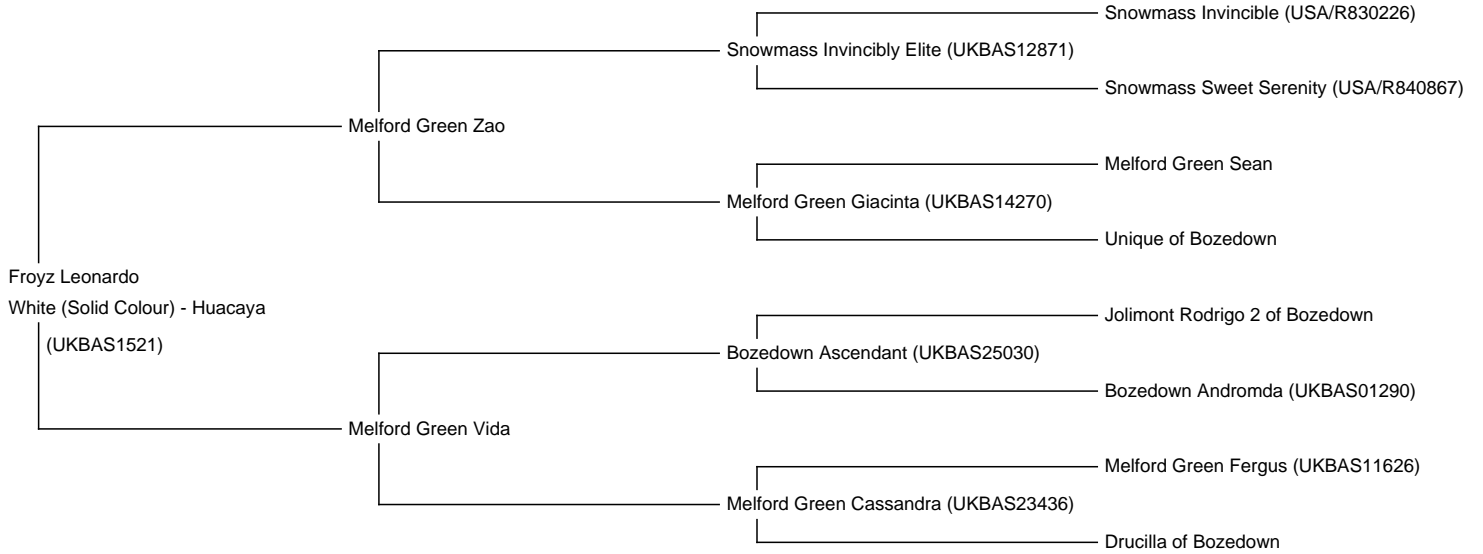 Snowmass Invincible (USA/R830226)
Snowmass Invincibly Elite (UKBAS12871)
Snowmass Sweet Serenity (USA/R840867)
Melford Green Zao
Melford Green Sean
Melford Green Giacinta (UKBAS14270)
Unique of Bozedown
Froyz Leonardo
White (Solid Colour) - Huacaya
(UKBAS1521)
Jolimont Rodrigo 2 of Bozedown
Bozedown Ascendant (UKBAS25030)
Bozedown Andromda (UKBAS01290)
Melford Green Vida
Melford Green Fergus (UKBAS11626)
Melford Green Cassandra (UKBAS23436)
Drucilla of Bozedown